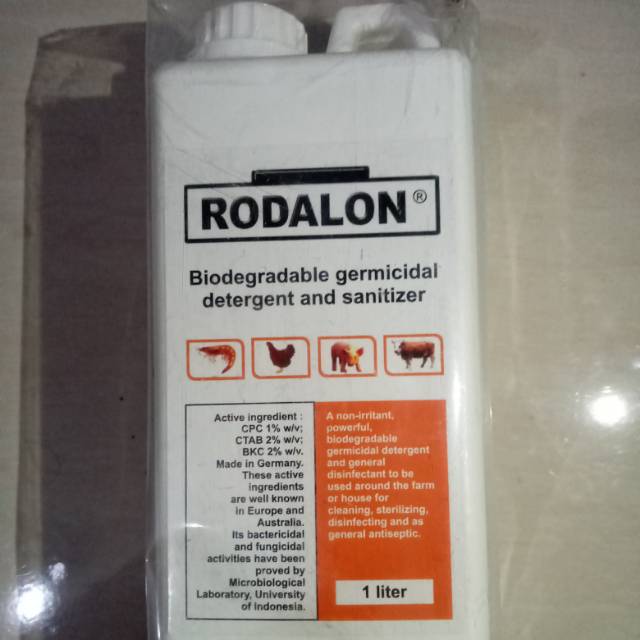 RODALON®
Biodegradable germicidal
detergent and sanitizer
Active ingredient :
CPC 1% w/v;
CTAB 2% w/v;
BKC 2% w/v.
Made in Germany.
These active
ingredients
are well known
in Europe and
Australia.
Its bactericidal
and fungicidal
activities have been
proved by
Microbiological
Laboratory, University
of Indonesia.
A non-irritant,
powerful,
biodegradable
germicidal detergent
and general
disinfectant to be
used around the farm
or house for
cleaning, sterilizing,
disinfecting and as
general antiseptic.
1 liter